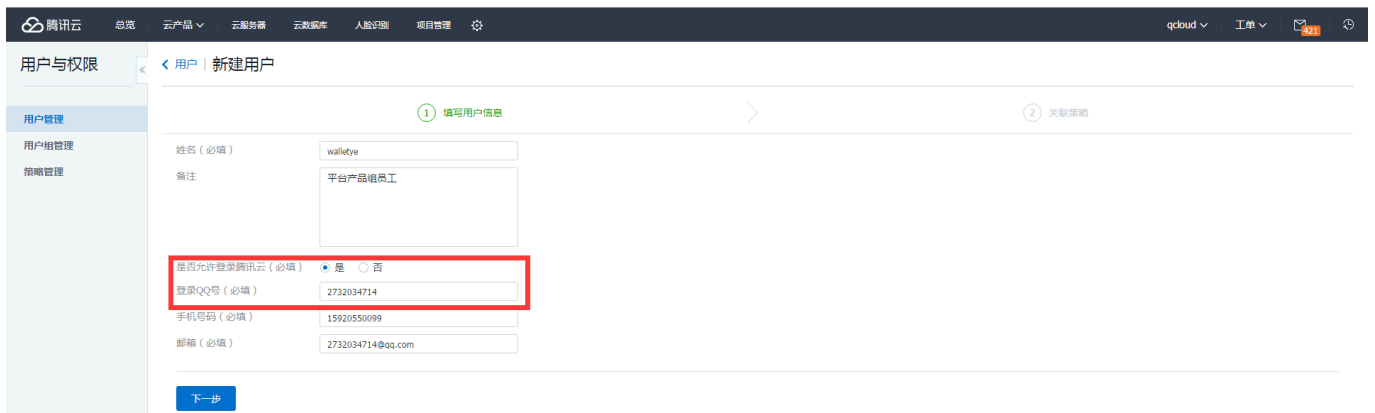 腾讯云 总览 云产品 云服务器 云数据库 人脸识别 项目管理 qcloud 工单 421
用户与权限 « < 用户 | 新建用户
用户管理
用户组管理
策略管理
1 填写用户信息 2 关联策略
姓名(必填) walletye
备注 平台产品组员工
是否允许登录腾讯云(必填) 是 否
登录QQ号(必填) 2732034714
手机号码(必填) 15920550099
邮箱(必填) 2732034714@qq.com
下一步